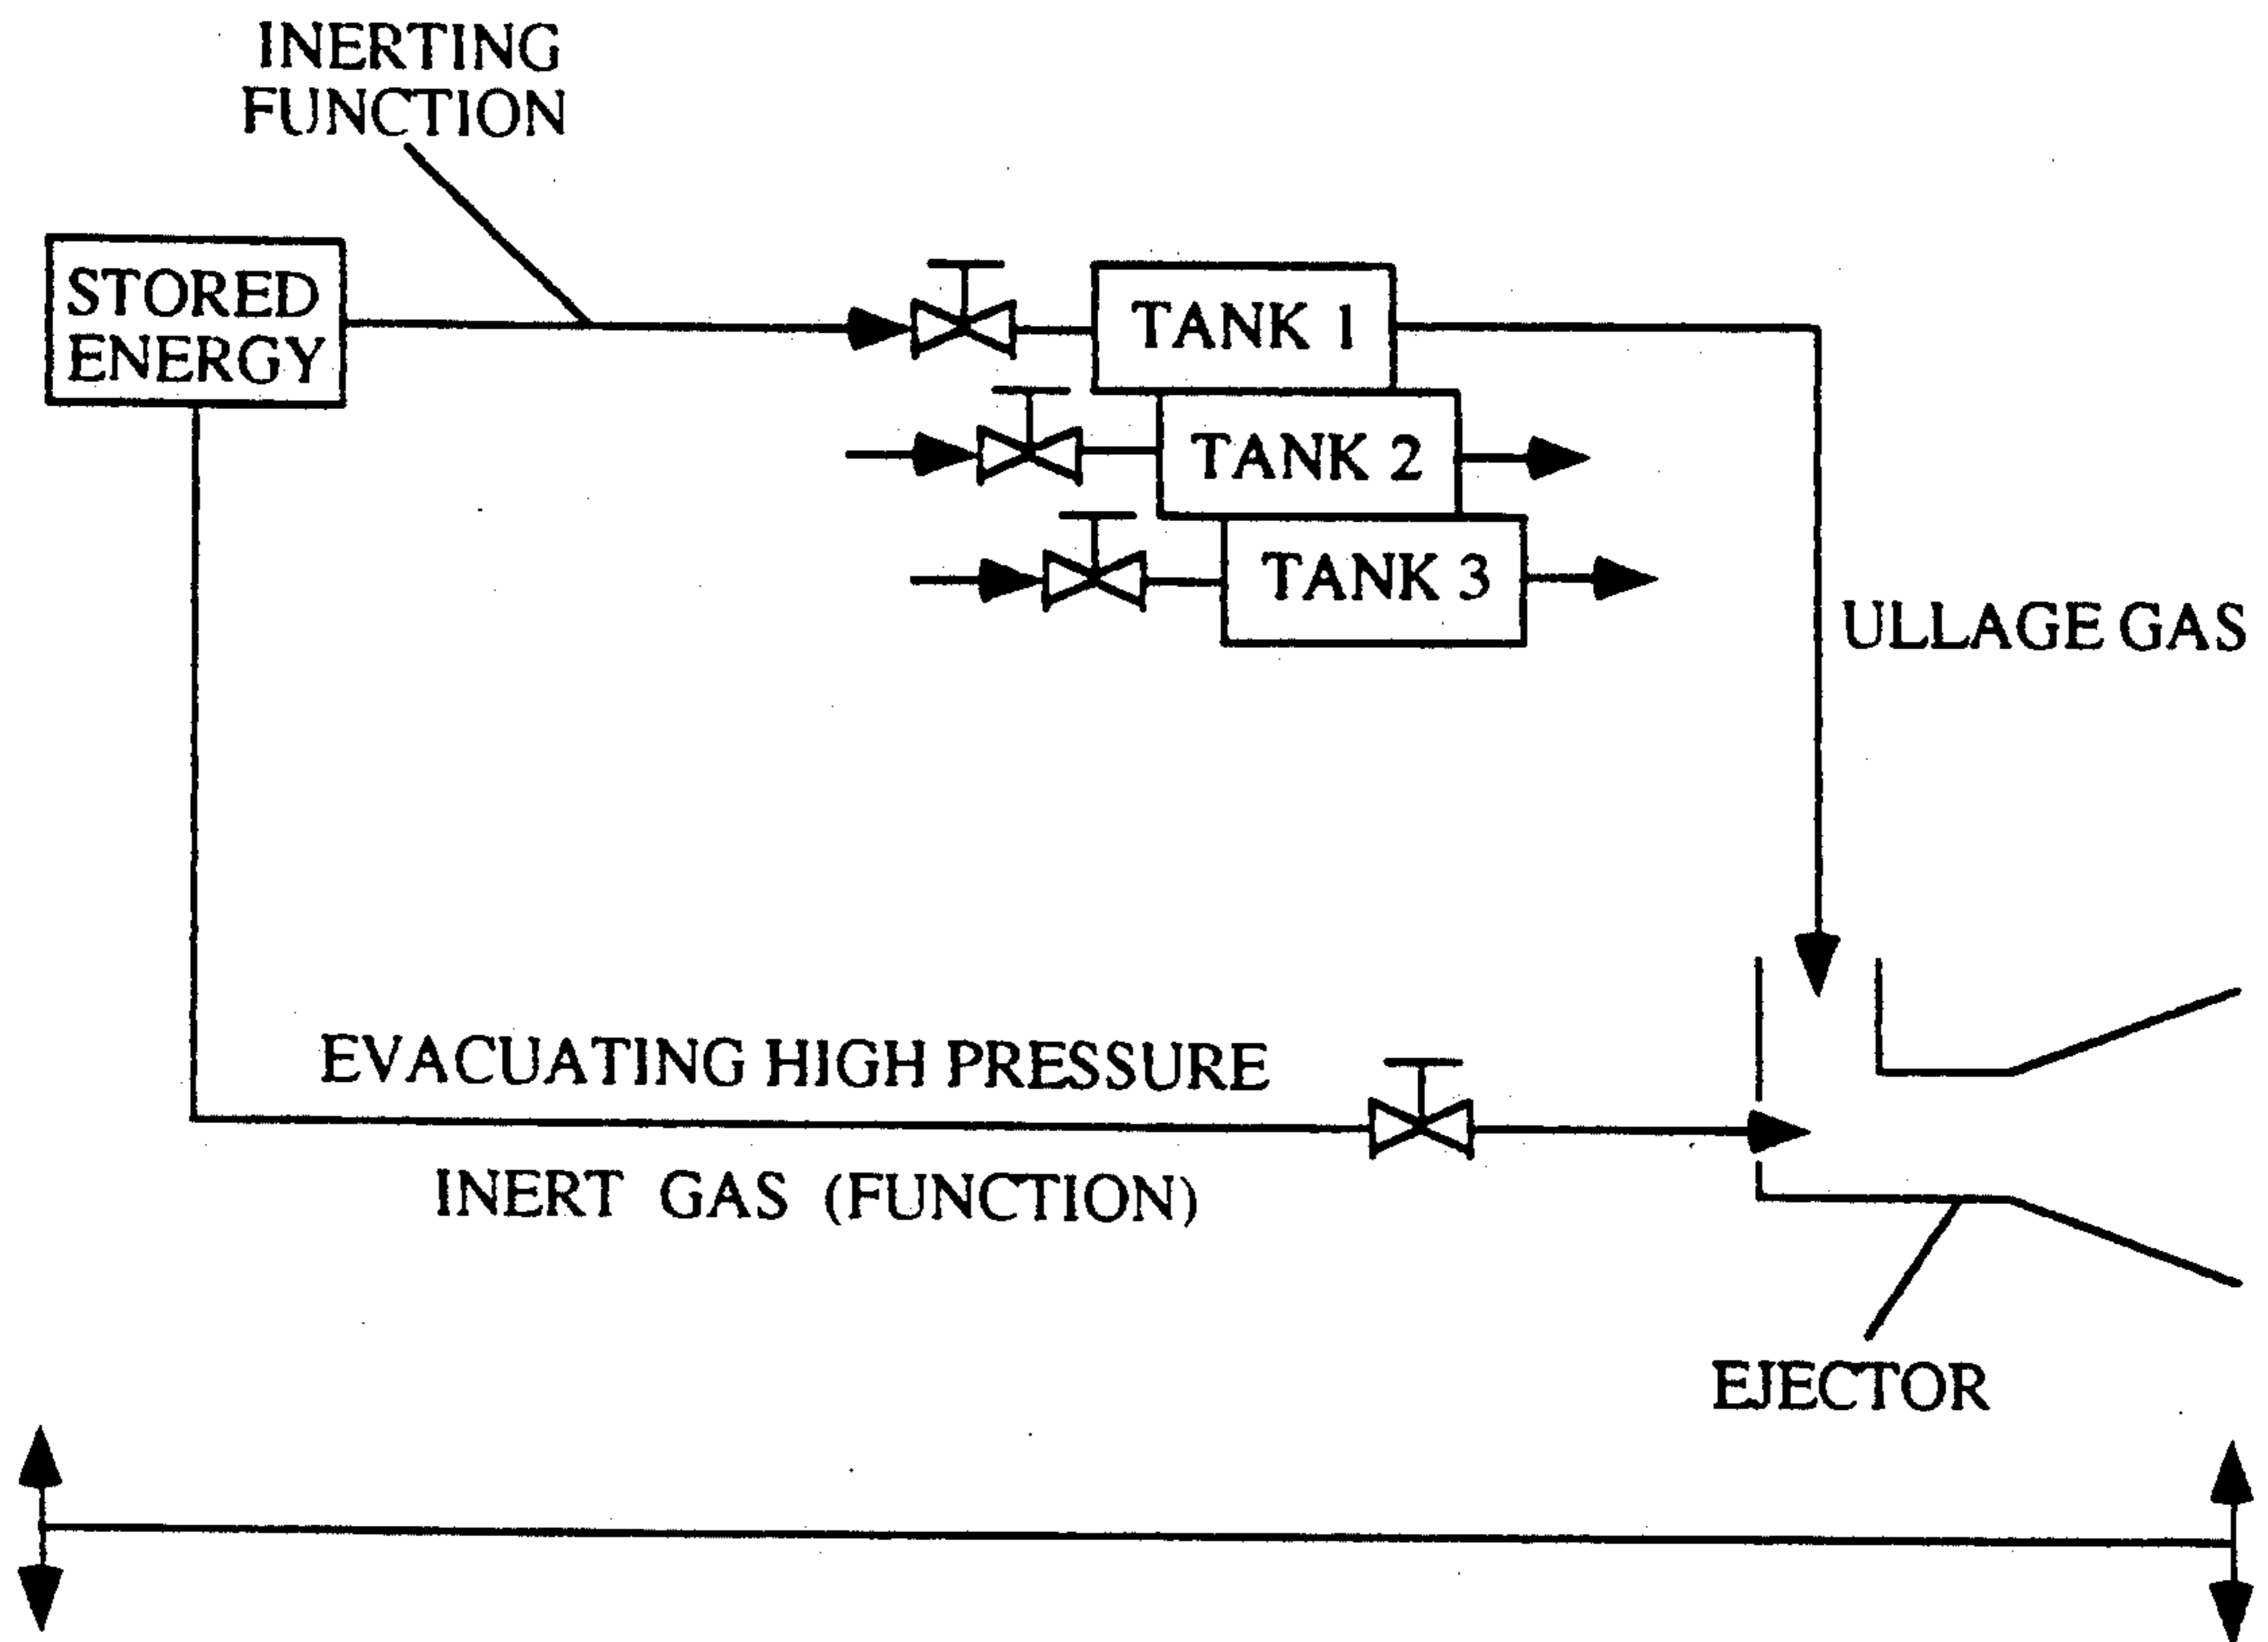 INERTING
FUNCTION
STORED
ENERGY
TANK 1
TANK 2
TANK 3
ULLAGE GAS
EVACUATING HIGH PRESSURE
INERT GAS (FUNCTION)
EJECTOR